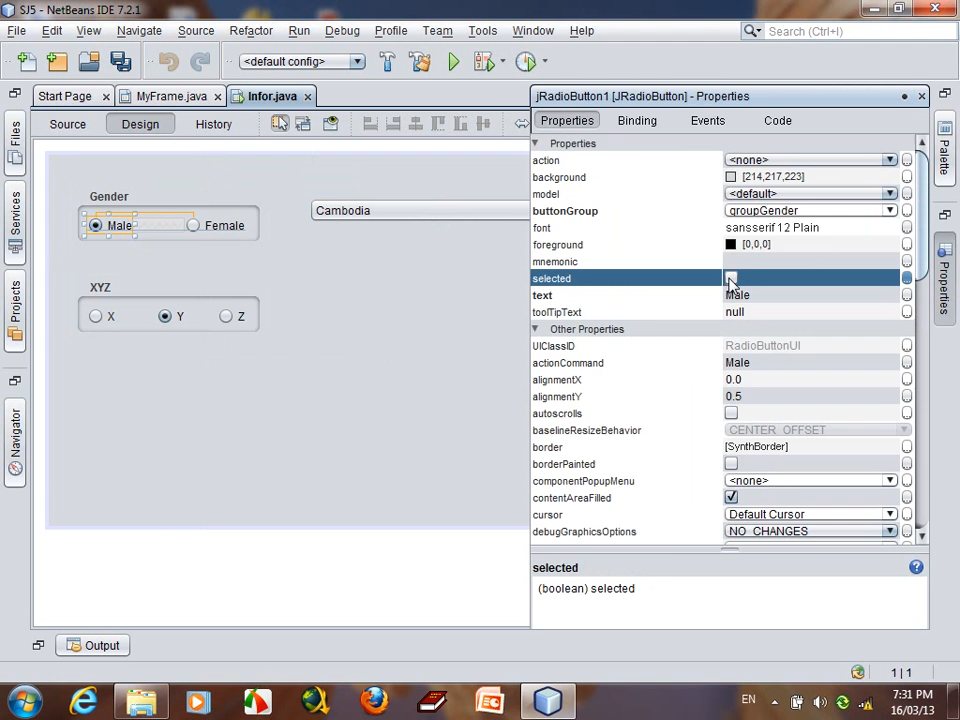 SJ5 - NetBeans IDE 7.2.1
File Edit View Navigate Source Refactor Run Debug Profile Team Tools Window Help
Search (Ctrl+I)
<default config>
Start Page
MyFrame.java
Infor.java
jRadioButton1 [JRadioButton] - Properties
Source Design History
Properties Binding Events Code
Files
Services
Projects
Navigator
Palette
Properties
Gender
Male Female
Cambodia
XYZ
X Y Z
Properties
action <none>
background [214,217,223]
model <default>
buttonGroup groupGender
font sansserif 12 Plain
foreground [0,0,0]
mnemonic
selected
text Male
toolTipText null
Other Properties
UIClassID RadioButtonUI
actionCommand Male
alignmentX 0.0
alignmentY 0.5
autoscrolls
baselineResizeBehavior CENTER_OFFSET
border [SynthBorder]
borderPainted
componentPopupMenu <none>
contentAreaFilled
cursor Default Cursor
debugGraphicsOptions NO_CHANGES
selected
(boolean) selected
Output
1 | 1
EN
7:31 PM
16/03/13